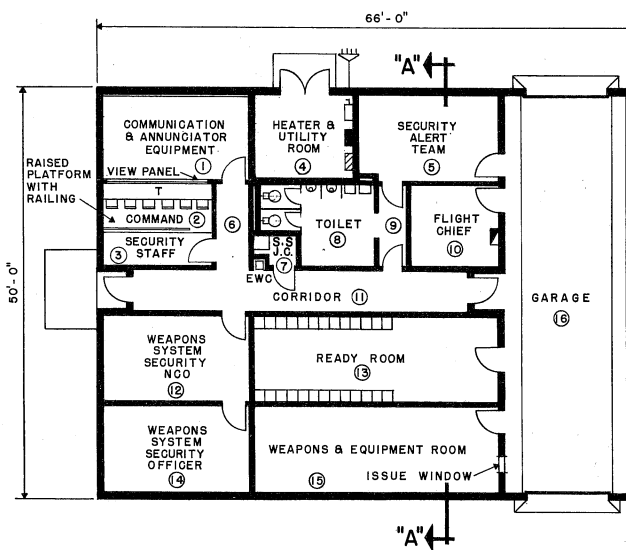 66'-0"
"A"
"A"
50'-0"
COMMUNICATION
& ANNUNCIATOR
EQUIPMENT
1
HEATER &
UTILITY
ROOM
4
SECURITY
ALERT
TEAM
5
RAISED
PLATFORM
WITH
RAILING
VIEW PANEL
T
COMMAND 2
3 SECURITY
STAFF
6
S.S
J.C.
7
EWC
TOILET
8
9
FLIGHT
CHIEF
10
CORRIDOR 11
GARAGE
16
WEAPONS
SYSTEM
SECURITY
NCO
12
READY ROOM
13
WEAPONS
SYSTEM
SECURITY
OFFICER
14
WEAPONS & EQUIPMENT ROOM
15
ISSUE WINDOW